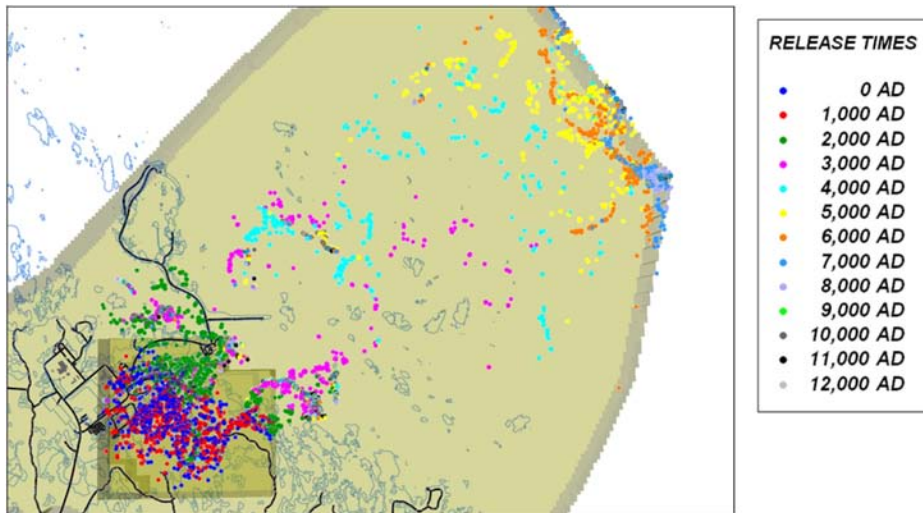 RELEASE TIMES
0 AD
1,000 AD
2,000 AD
3,000 AD
4,000 AD
5,000 AD
6,000 AD
7,000 AD
8,000 AD
9,000 AD
10,000 AD
11,000 AD
12,000 AD